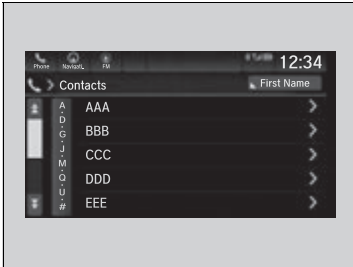 Phone Navigati.. FM 12:34
Contacts First Name
A AAA
D
G BBB
J
M CCC
Q DDD
U
# EEE